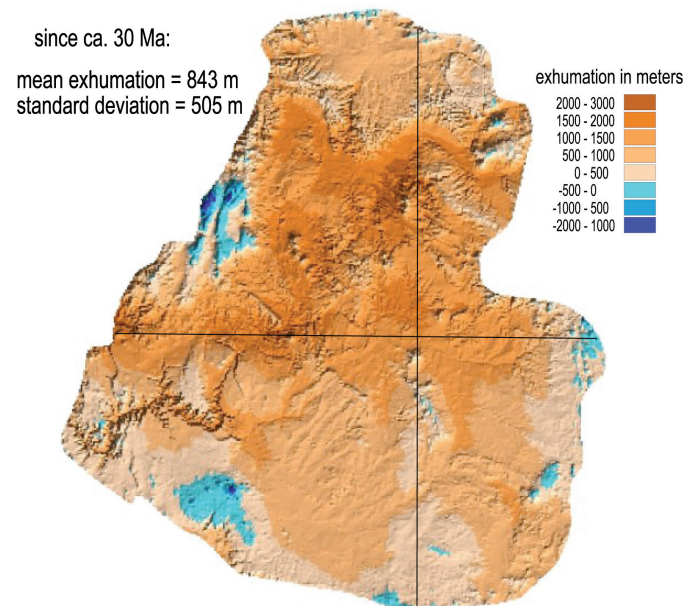 since ca. 30 Ma:
mean exhumation = 843 m
standard deviation = 505 m
exhumation in meters
2000 - 3000
1500 - 2000
1000 - 1500
500 - 1000
0 - 500
-500 - 0
-1000 - 500
-2000 - 1000